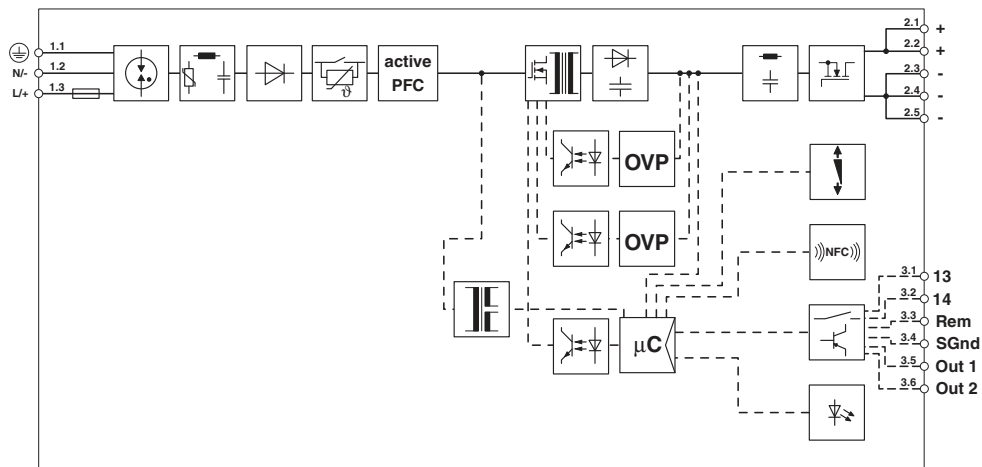 1.1
N/- 1.2
L/+ 1.3
active
PFC
ϑ
2.1 +
2.2 +
2.3 -
2.4 -
2.5 -
OVP
OVP
NFC
µC
3.1 13
3.2 14
3.3 Rem
3.4 SGnd
3.5 Out 1
3.6 Out 2